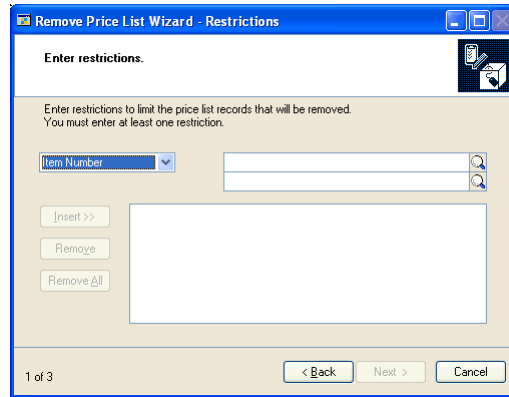 Remove Price List Wizard - Restrictions
Enter restrictions.
Enter restrictions to limit the price list records that will be removed.
You must enter at least one restriction.
Item Number
Insert >>
Remove
Remove All
1 of 3
< Back
Next >
Cancel